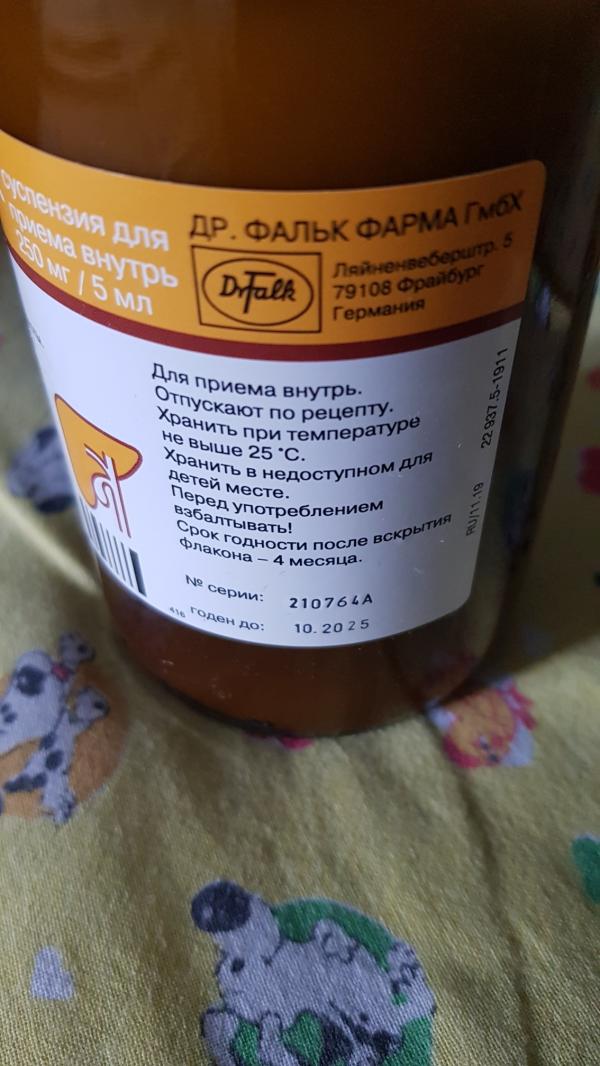 суспензия для
приема внутрь
250 мг / 5 мл
ДР. ФАЛЬК ФАРМА ГмбХ
Dr Falk
Ляйненвеберштр. 5
79108 Фрайбург
Германия
Для приема внутрь.
Отпускают по рецепту.
Хранить при температуре
не выше 25 °C.
Хранить в недоступном для
детей месте.
Перед употреблением
взбалтывать!
Срок годности после вскрытия
флакона – 4 месяца.
№ серии: 210764A
годен до: 10.2025
416
RU/11.19
22 937.5-1911